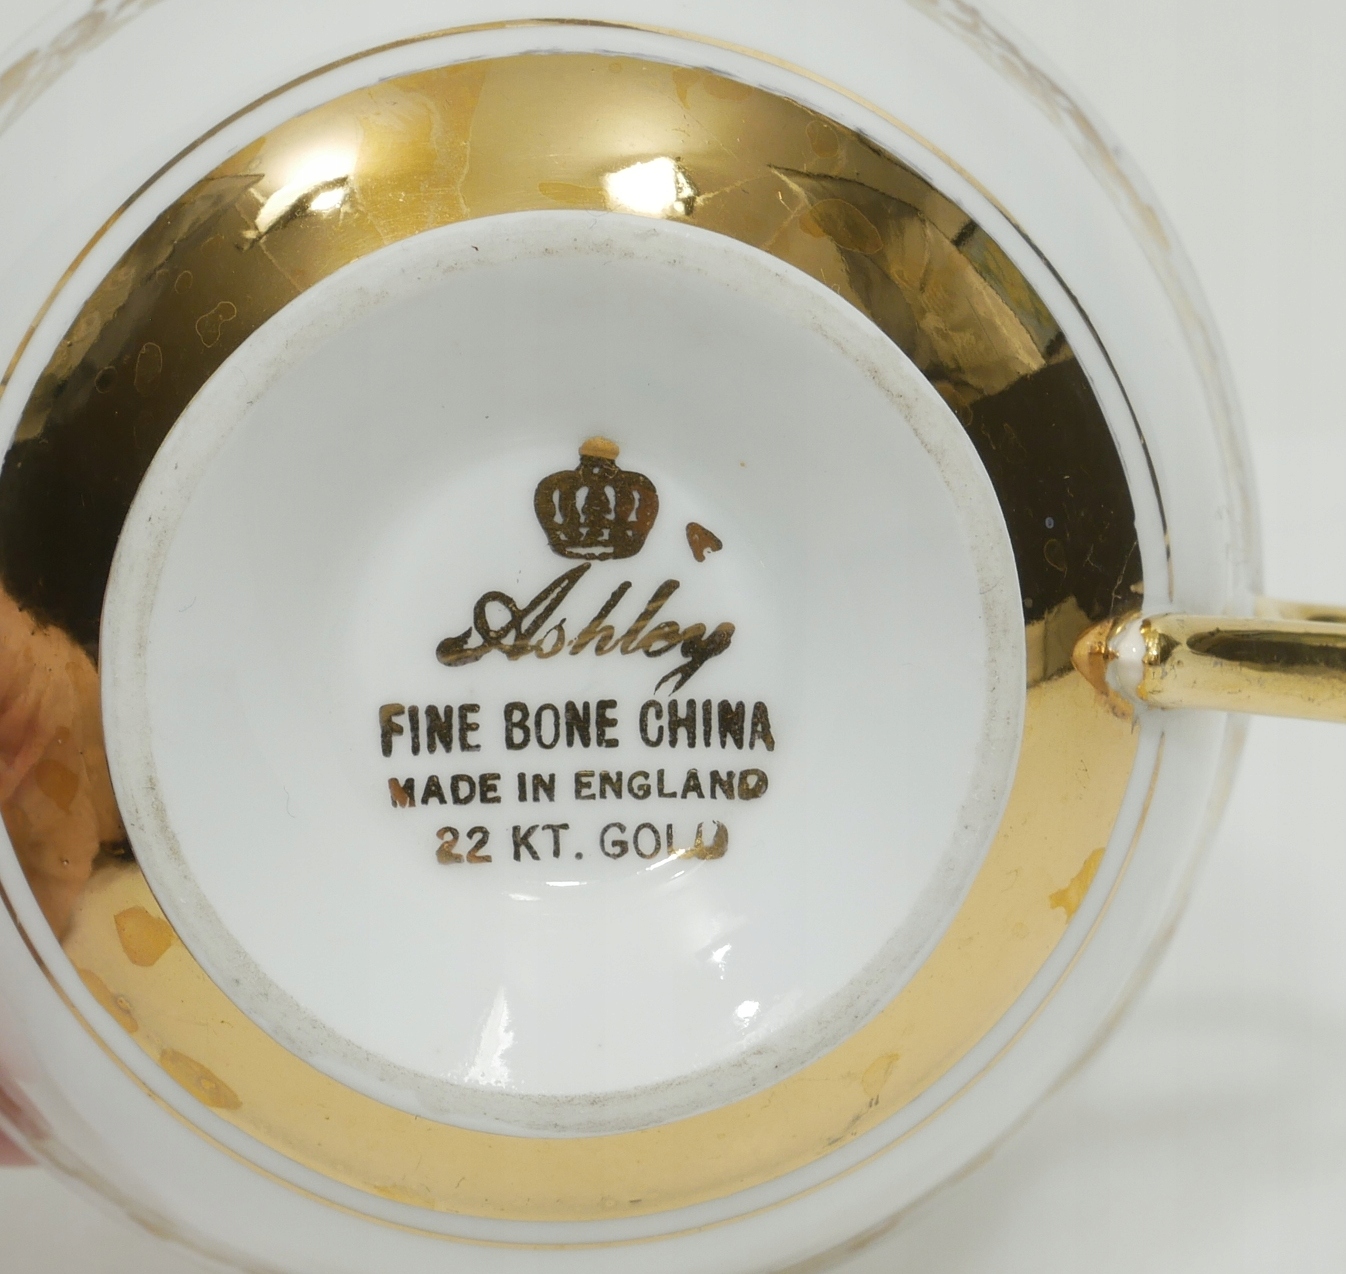 Ashley
FINE BONE CHINA
MADE IN ENGLAND
22 KT. GOLD